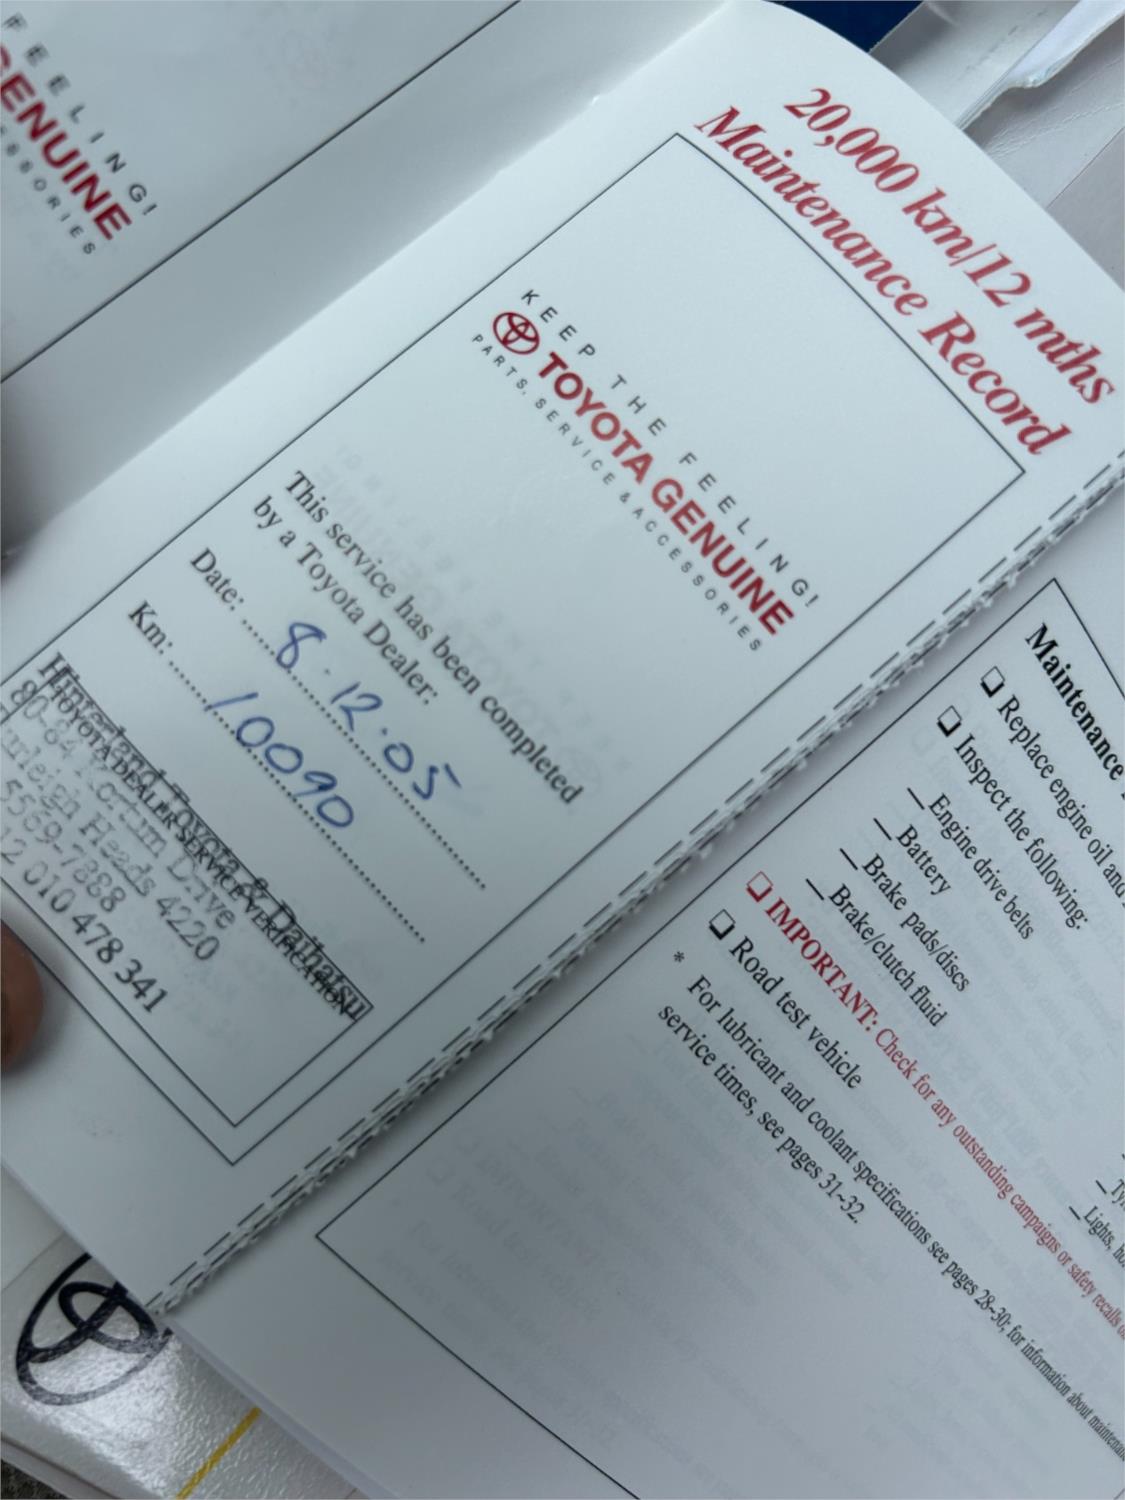 FEELING!
GENUINE
20,000 km/12 mths
Maintenance Record
KEEP THE FEELING!
TOYOTA GENUINE
PARTS, SERVICE & ACCESSORIES
This service has been completed
by a Toyota Dealer:
Date: 8.12.05
Km: 10090
Hinterland Toyota & Daihatsu
TOYOTA DEALER SERVICE VERIFICATION
Drive
Burleigh Heads 4220
5569-7888
12 010 478 341
Maintenance
Replace engine oil and
Inspect the following:
Engine drive belts
Battery
Brake pads/discs
Brake/clutch fluid
Lights,
IMPORTANT: Check for any outstanding campaigns or safety recalls
Road test vehicle
* For lubricant and coolant specifications see pages 28~30; for information about
service times, see pages 31~32.